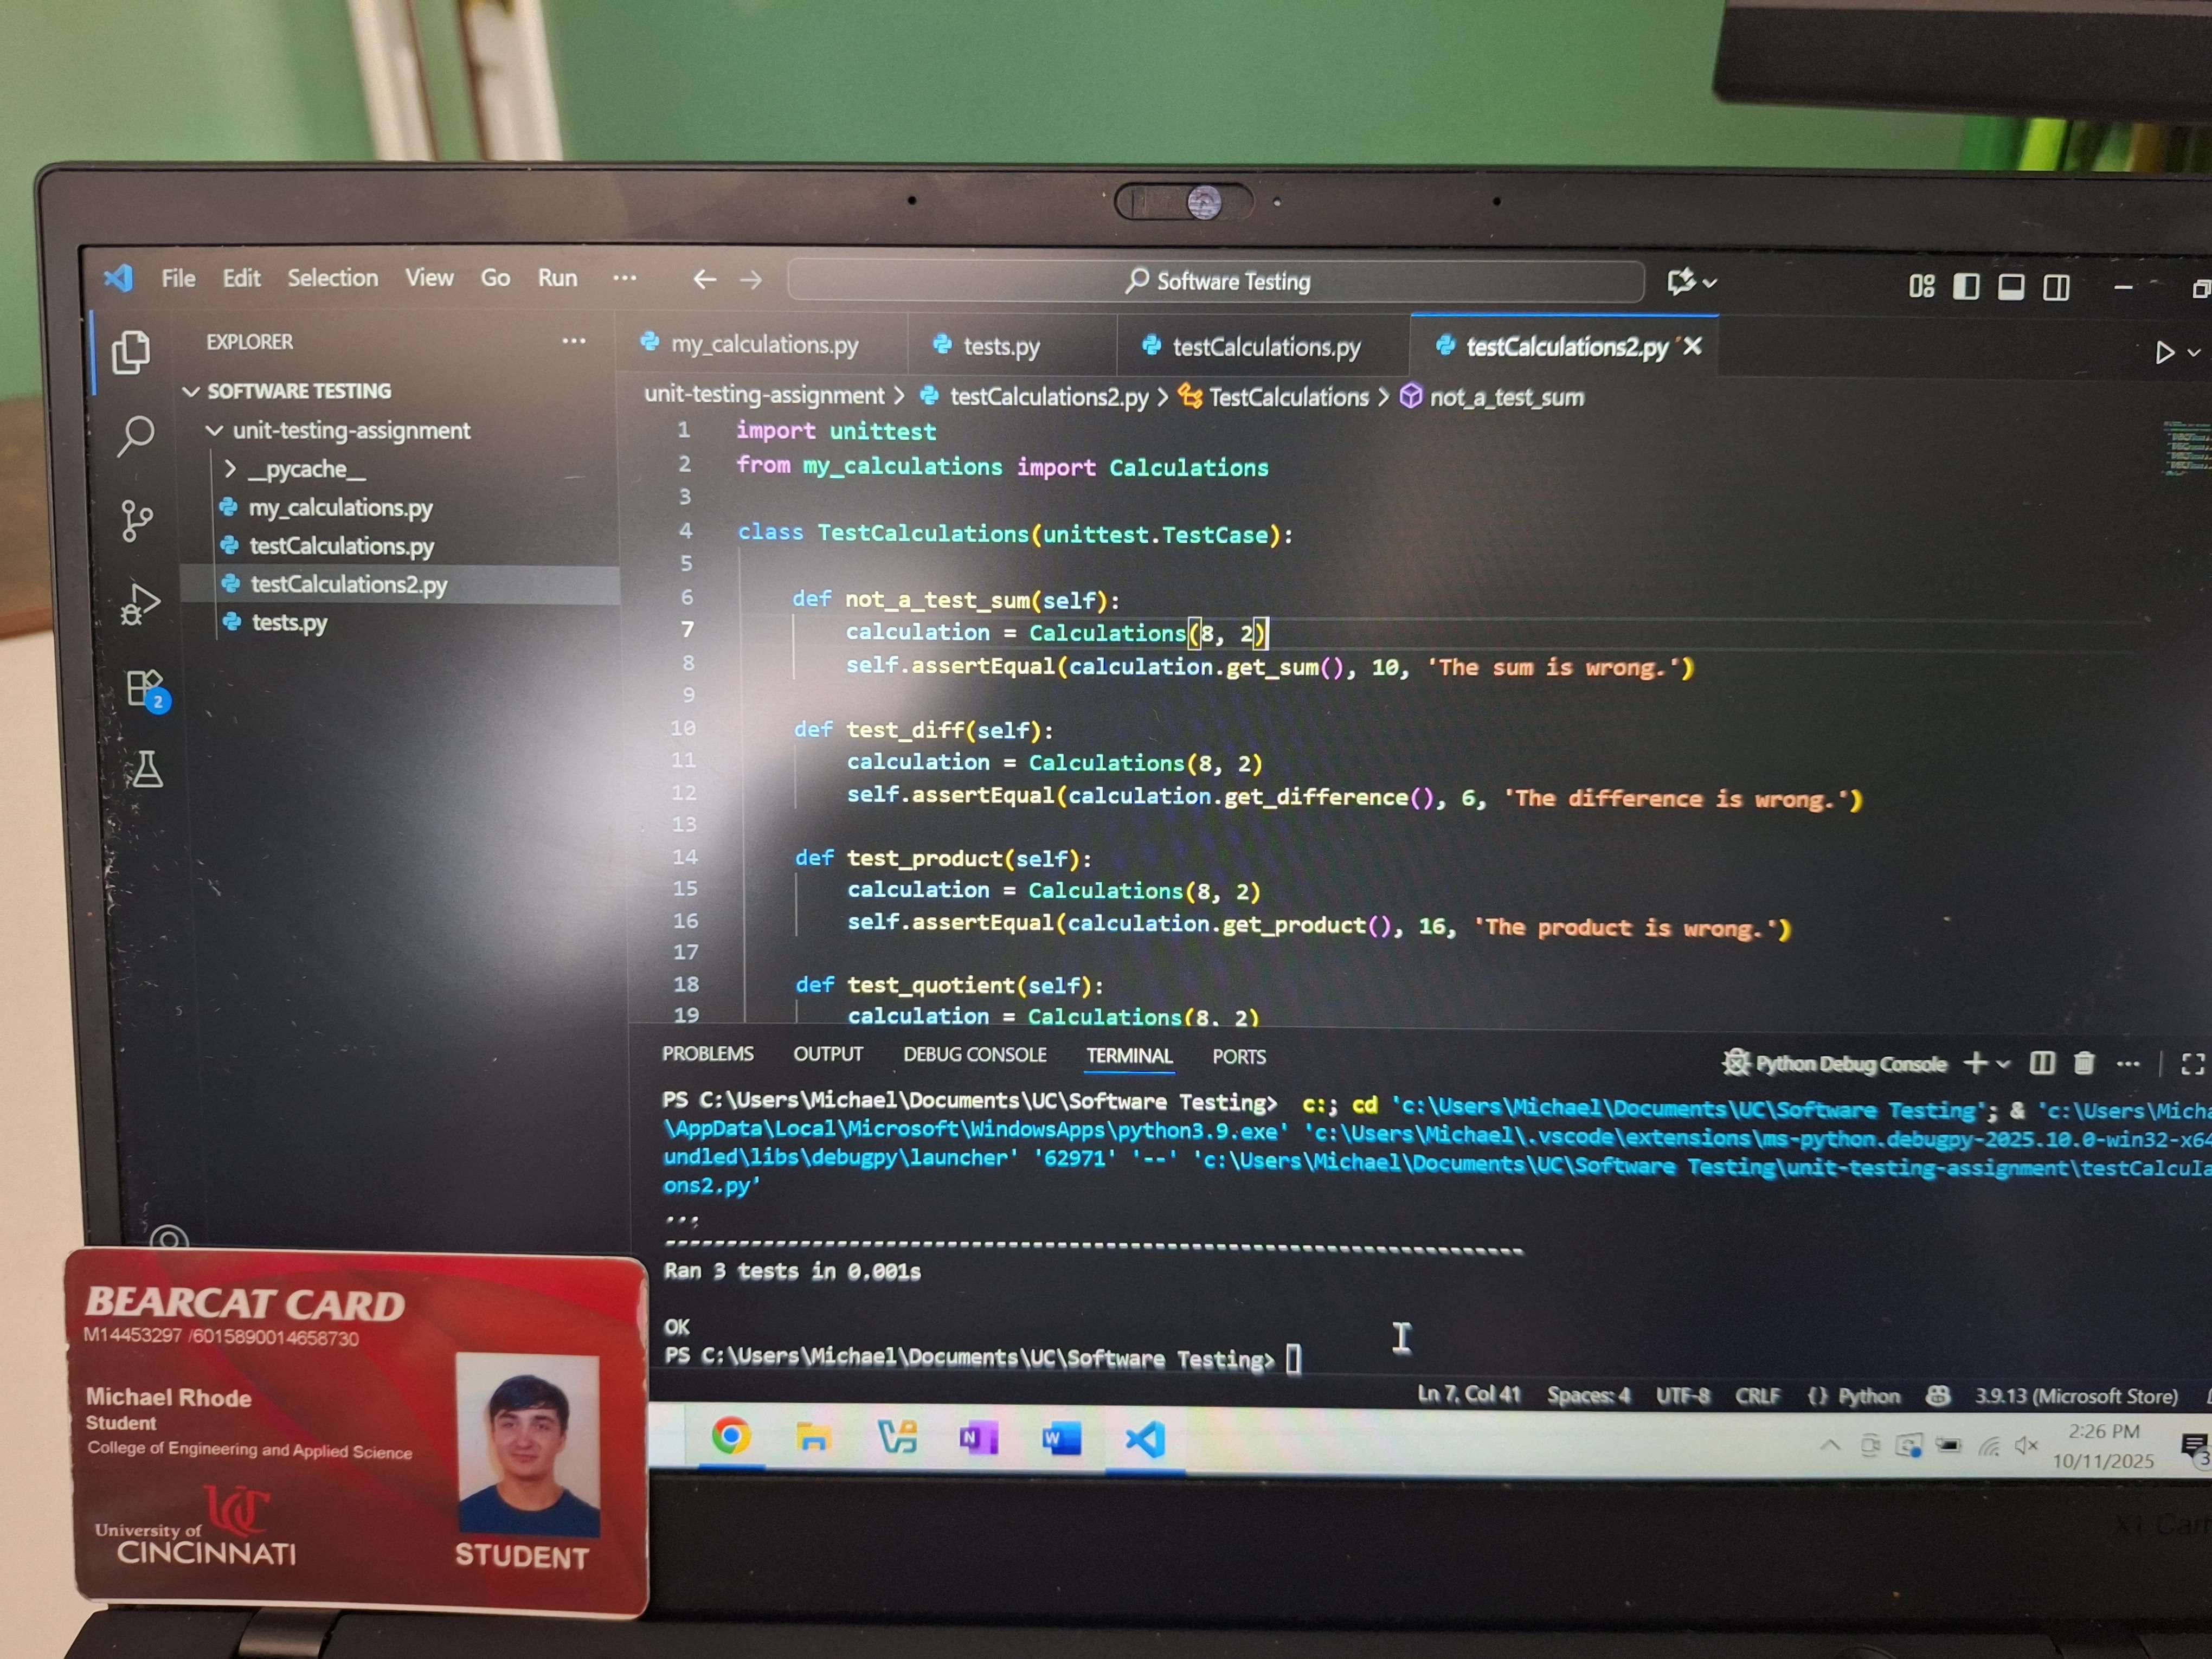 File Edit Selection View Go Run ...
Software Testing
EXPLORER ...
my_calculations.py tests.py testCalculations.py testCalculations2.py
SOFTWARE TESTING
unit-testing-assignment > testCalculations2.py > TestCalculations > not_a_test_sum
unit-testing-assignment
__pycache__
my_calculations.py
testCalculations.py
testCalculations2.py
tests.py
2
1 import unittest
2 from my_calculations import Calculations
3
4 class TestCalculations(unittest.TestCase):
5
6 def not_a_test_sum(self):
7 calculation = Calculations(8, 2)
8 self.assertEqual(calculation.get_sum(), 10, 'The sum is wrong.')
9
10 def test_diff(self):
11 calculation = Calculations(8, 2)
12 self.assertEqual(calculation.get_difference(), 6, 'The difference is wrong.')
13
14 def test_product(self):
15 calculation = Calculations(8, 2)
16 self.assertEqual(calculation.get_product(), 16, 'The product is wrong.')
17
18 def test_quotient(self):
19 calculation = Calculations(8, 2)
PROBLEMS OUTPUT DEBUG CONSOLE TERMINAL PORTS
Python Debug Console
PS C:\Users\Michael\Documents\UC\Software Testing> c:; cd 'c:\Users\Michael\Documents\UC\Software Testing'; & 'c:\Users\Micha
\AppData\Local\Microsoft\WindowsApps\python3.9.exe' 'c:\Users\Michael\.vscode\extensions\ms-python.debugpy-2025.10.0-win32-x64
undled\libs\debugpy\launcher' '62971' '--' 'c:\Users\Michael\Documents\UC\Software Testing\unit-testing-assignment\testCalcula
ons2.py'
...
----------------------------------------------------------------------
Ran 3 tests in 0.001s
OK
PS C:\Users\Michael\Documents\UC\Software Testing>
Ln 7, Col 41 Spaces: 4 UTF-8 CRLF {} Python 3.9.13 (Microsoft Store)
2:26 PM
10/11/2025
3
BEARCAT CARD
M14453297 /6015890014658730
Michael Rhode
Student
College of Engineering and Applied Science
UC
University of
CINCINNATI
STUDENT